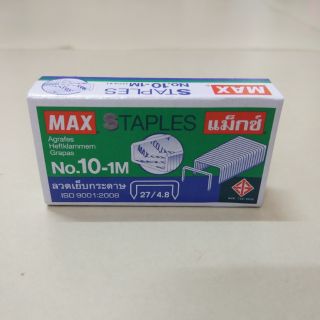 MAX STAPLES No.10-1M MAX
MAX STAPLES แม็กซ์
Agrafes
Heftklammern
Grapas
No.10-1M
ลวดเย็บกระดาษ
ISO 9001:2008
27/4.8